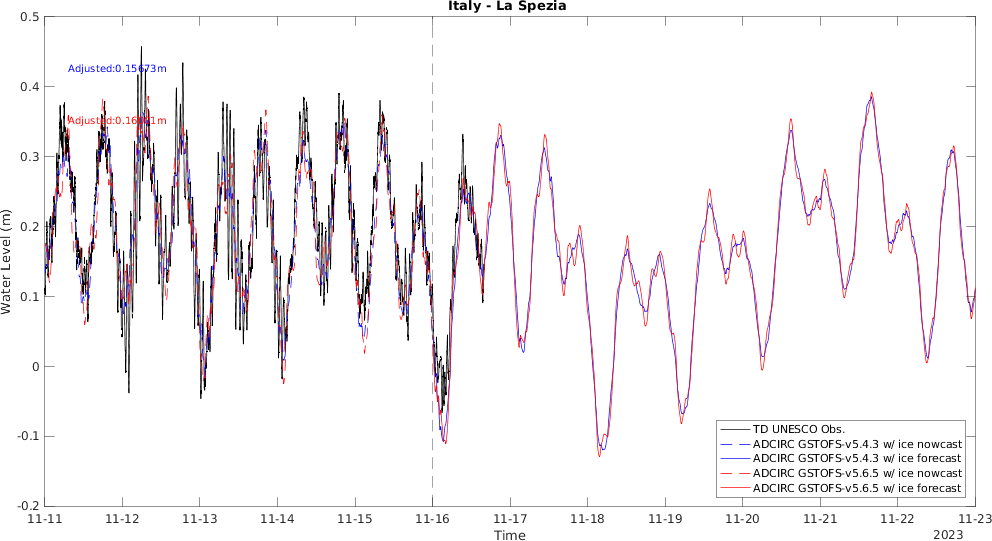 Italy - La Spezia
0.5
0.4
0.3
0.2
0.1
0
-0.1
-0.2
Water Level (m)
Adjusted:0.15673m
TD UNESCO Obs.
ADCIRC GSTOFS-v5.4.3 w/ ice nowcast
ADCIRC GSTOFS-v5.4.3 w/ ice forecast
ADCIRC GSTOFS-v5.6.5 w/ ice nowcast
ADCIRC GSTOFS-v5.6.5 w/ ice forecast
11-11 11-12 11-13 11-14 11-15 11-16 11-17 11-18 11-19 11-20 11-21 11-22 11-23
Time
2023